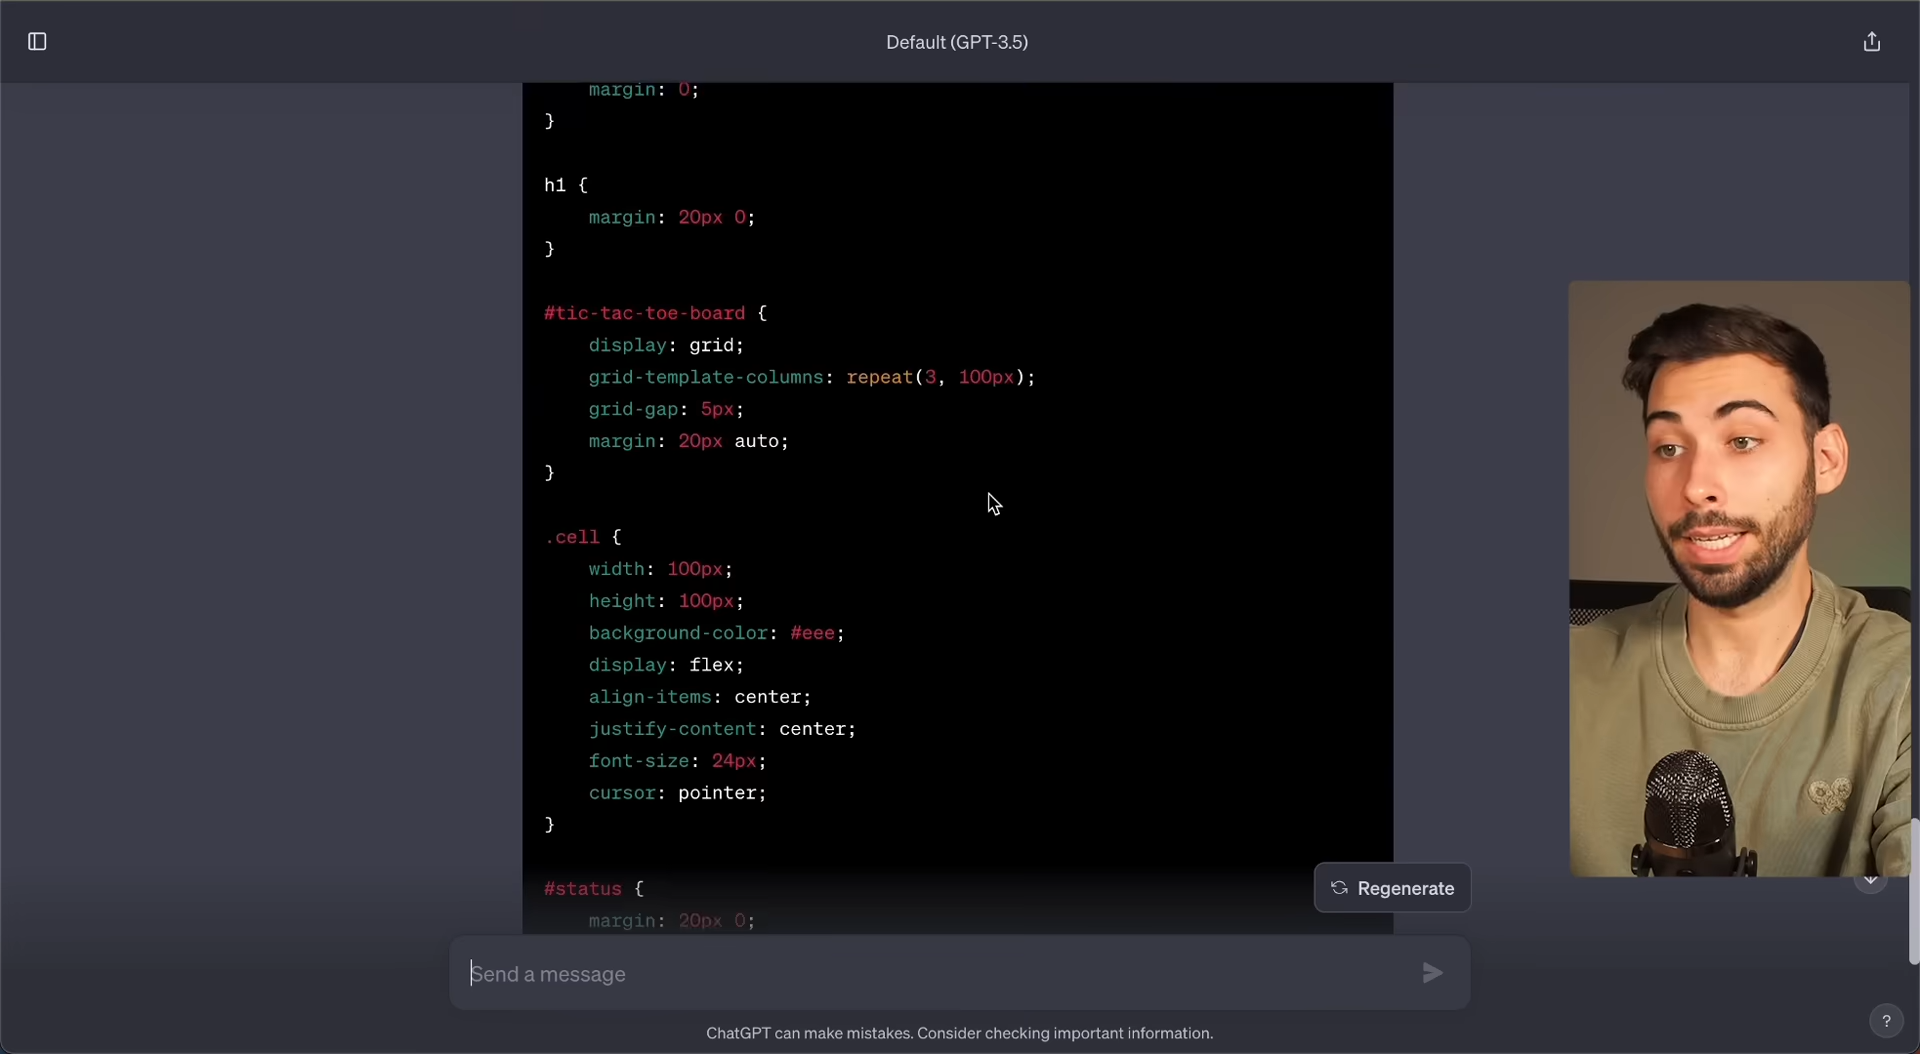 Default (GPT-3.5)
margin: 0;
}
h1 {
margin: 20px 0;
}
#tic-tac-toe-board {
display: grid;
grid-template-columns: repeat(3, 100px);
grid-gap: 5px;
margin: 20px auto;
}
.cell {
width: 100px;
height: 100px;
background-color: #eee;
display: flex;
align-items: center;
justify-content: center;
font-size: 24px;
cursor: pointer;
}
#status {
margin: 20px 0;
Regenerate
Send a message
ChatGPT can make mistakes. Consider checking important information.
?